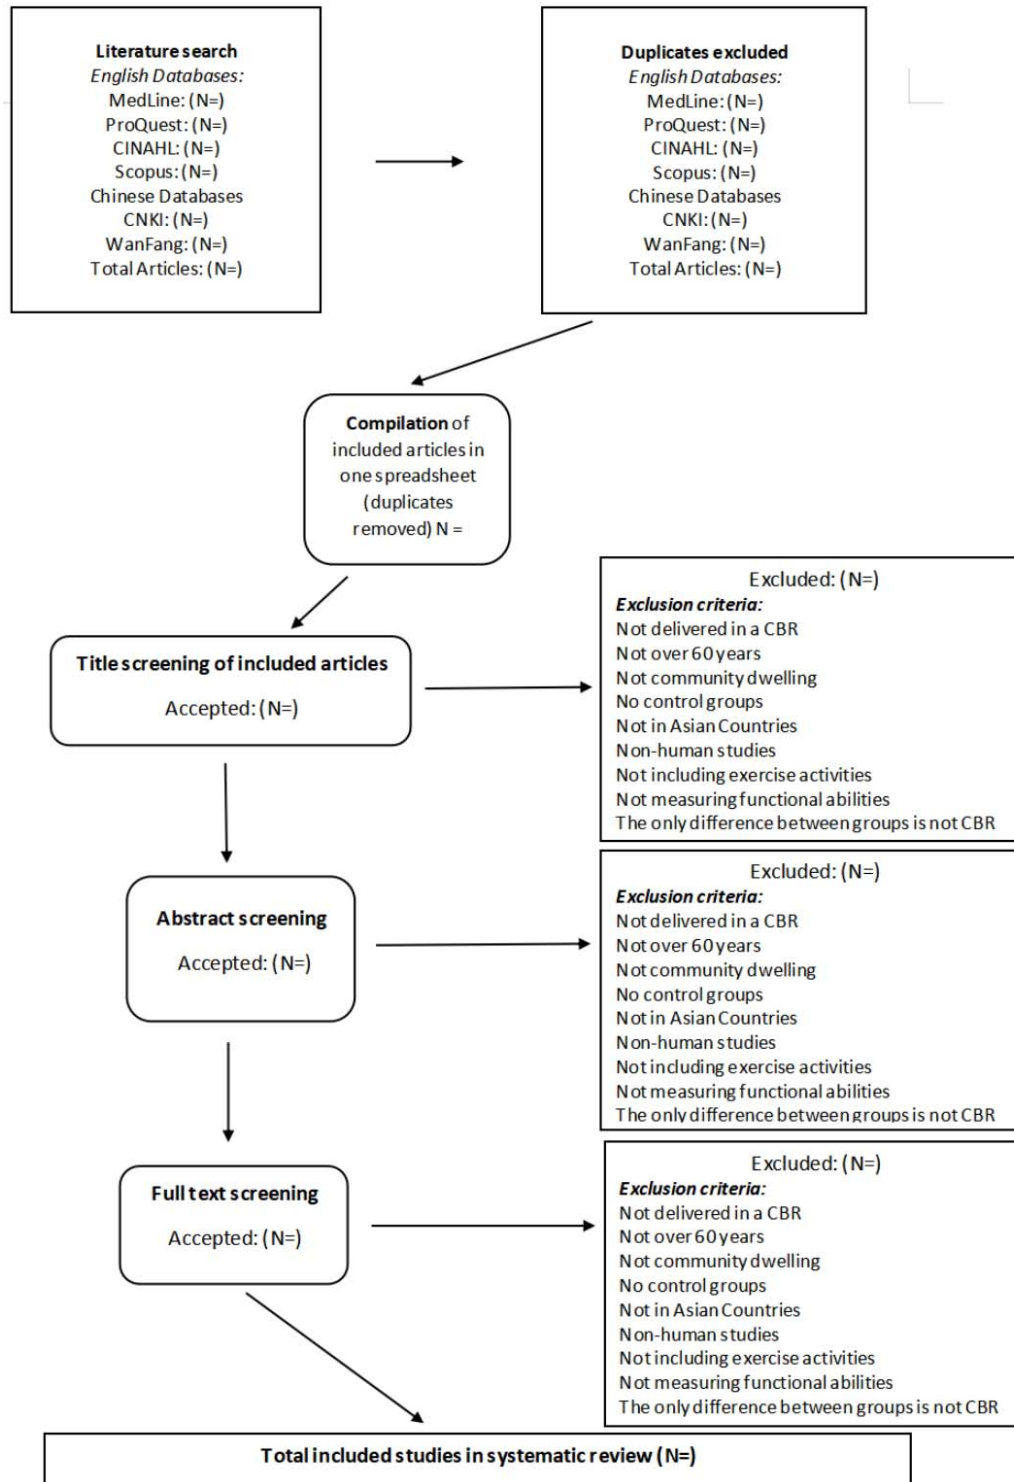 Literature search
English Databases:
MedLine: (N=)
ProQuest: (N=)
CINAHL: (N=)
Scopus: (N=)
Chinese Databases
CNKI: (N=)
WanFang: (N=)
Total Articles: (N=)
Duplicates excluded
English Databases:
MedLine: (N=)
ProQuest: (N=)
CINAHL: (N=)
Scopus: (N=)
Chinese Databases
CNKI: (N=)
WanFang: (N=)
Total Articles: (N=)
Compilation of
included articles in
one spreadsheet
(duplicates
removed) N =
Title screening of included articles
Accepted: (N=)
Excluded: (N=)
Exclusion criteria:
Not delivered in a CBR
Not over 60 years
Not community dwelling
No control groups
Not in Asian Countries
Non-human studies
Not including exercise activities
Not measuring functional abilities
The only difference between groups is not CBR
Abstract screening
Accepted: (N=)
Excluded: (N=)
Exclusion criteria:
Not delivered in a CBR
Not over 60 years
Not community dwelling
No control groups
Not in Asian Countries
Non-human studies
Not including exercise activities
Not measuring functional abilities
The only difference between groups is not CBR
Full text screening
Accepted: (N=)
Excluded: (N=)
Exclusion criteria:
Not delivered in a CBR
Not over 60 years
Not community dwelling
No control groups
Not in Asian Countries
Non-human studies
Not including exercise activities
Not measuring functional abilities
The only difference between groups is not CBR
Total included studies in systematic review (N=)